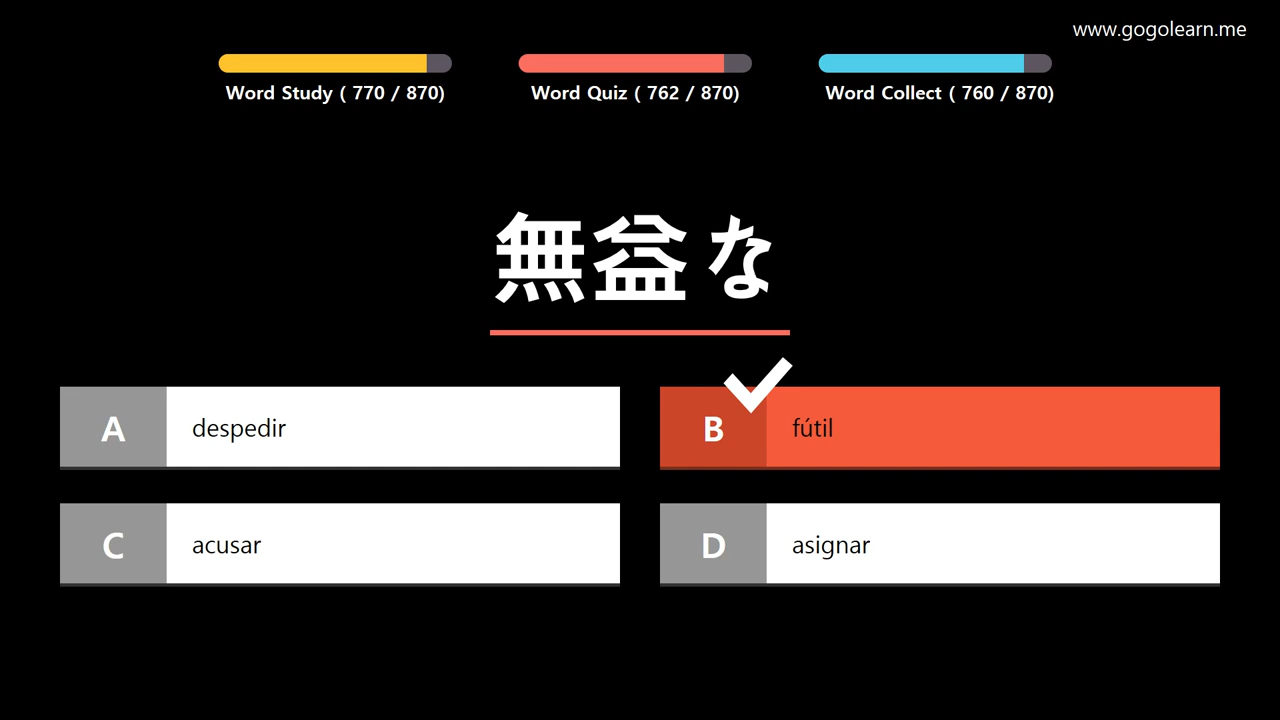 www.gogolearn.me
Word Study ( 770 / 870)
Word Quiz ( 762 / 870)
Word Collect ( 760 / 870)
無益な
A despedir
B fútil
C acusar
D asignar